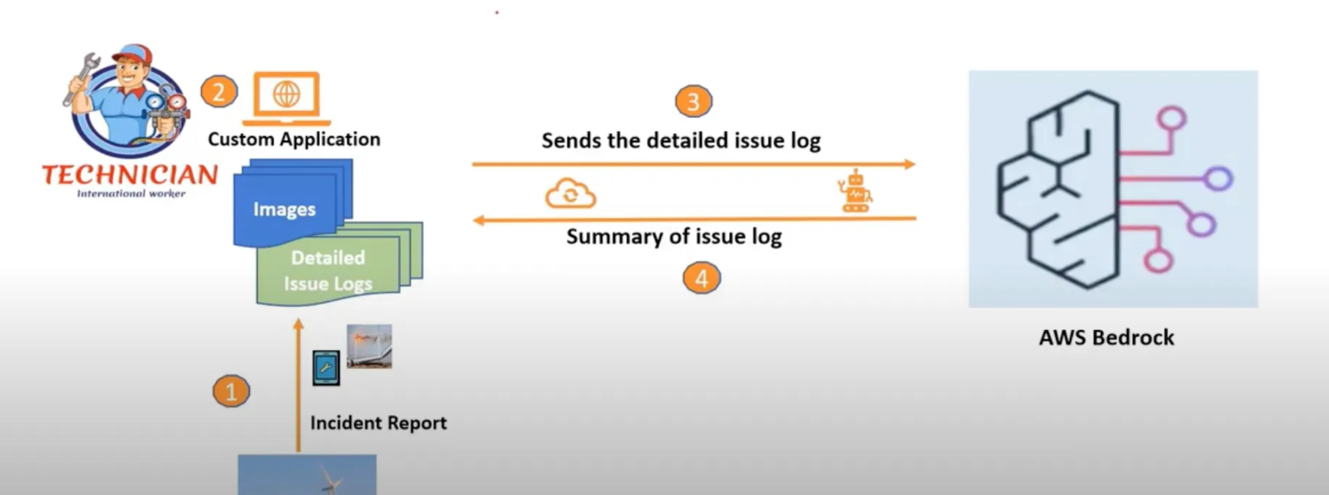 2
Custom Application
TECHNICIAN
International worker
Images
Detailed
Issue Logs
1
Incident Report
3
Sends the detailed issue log
Summary of issue log
4
AWS Bedrock